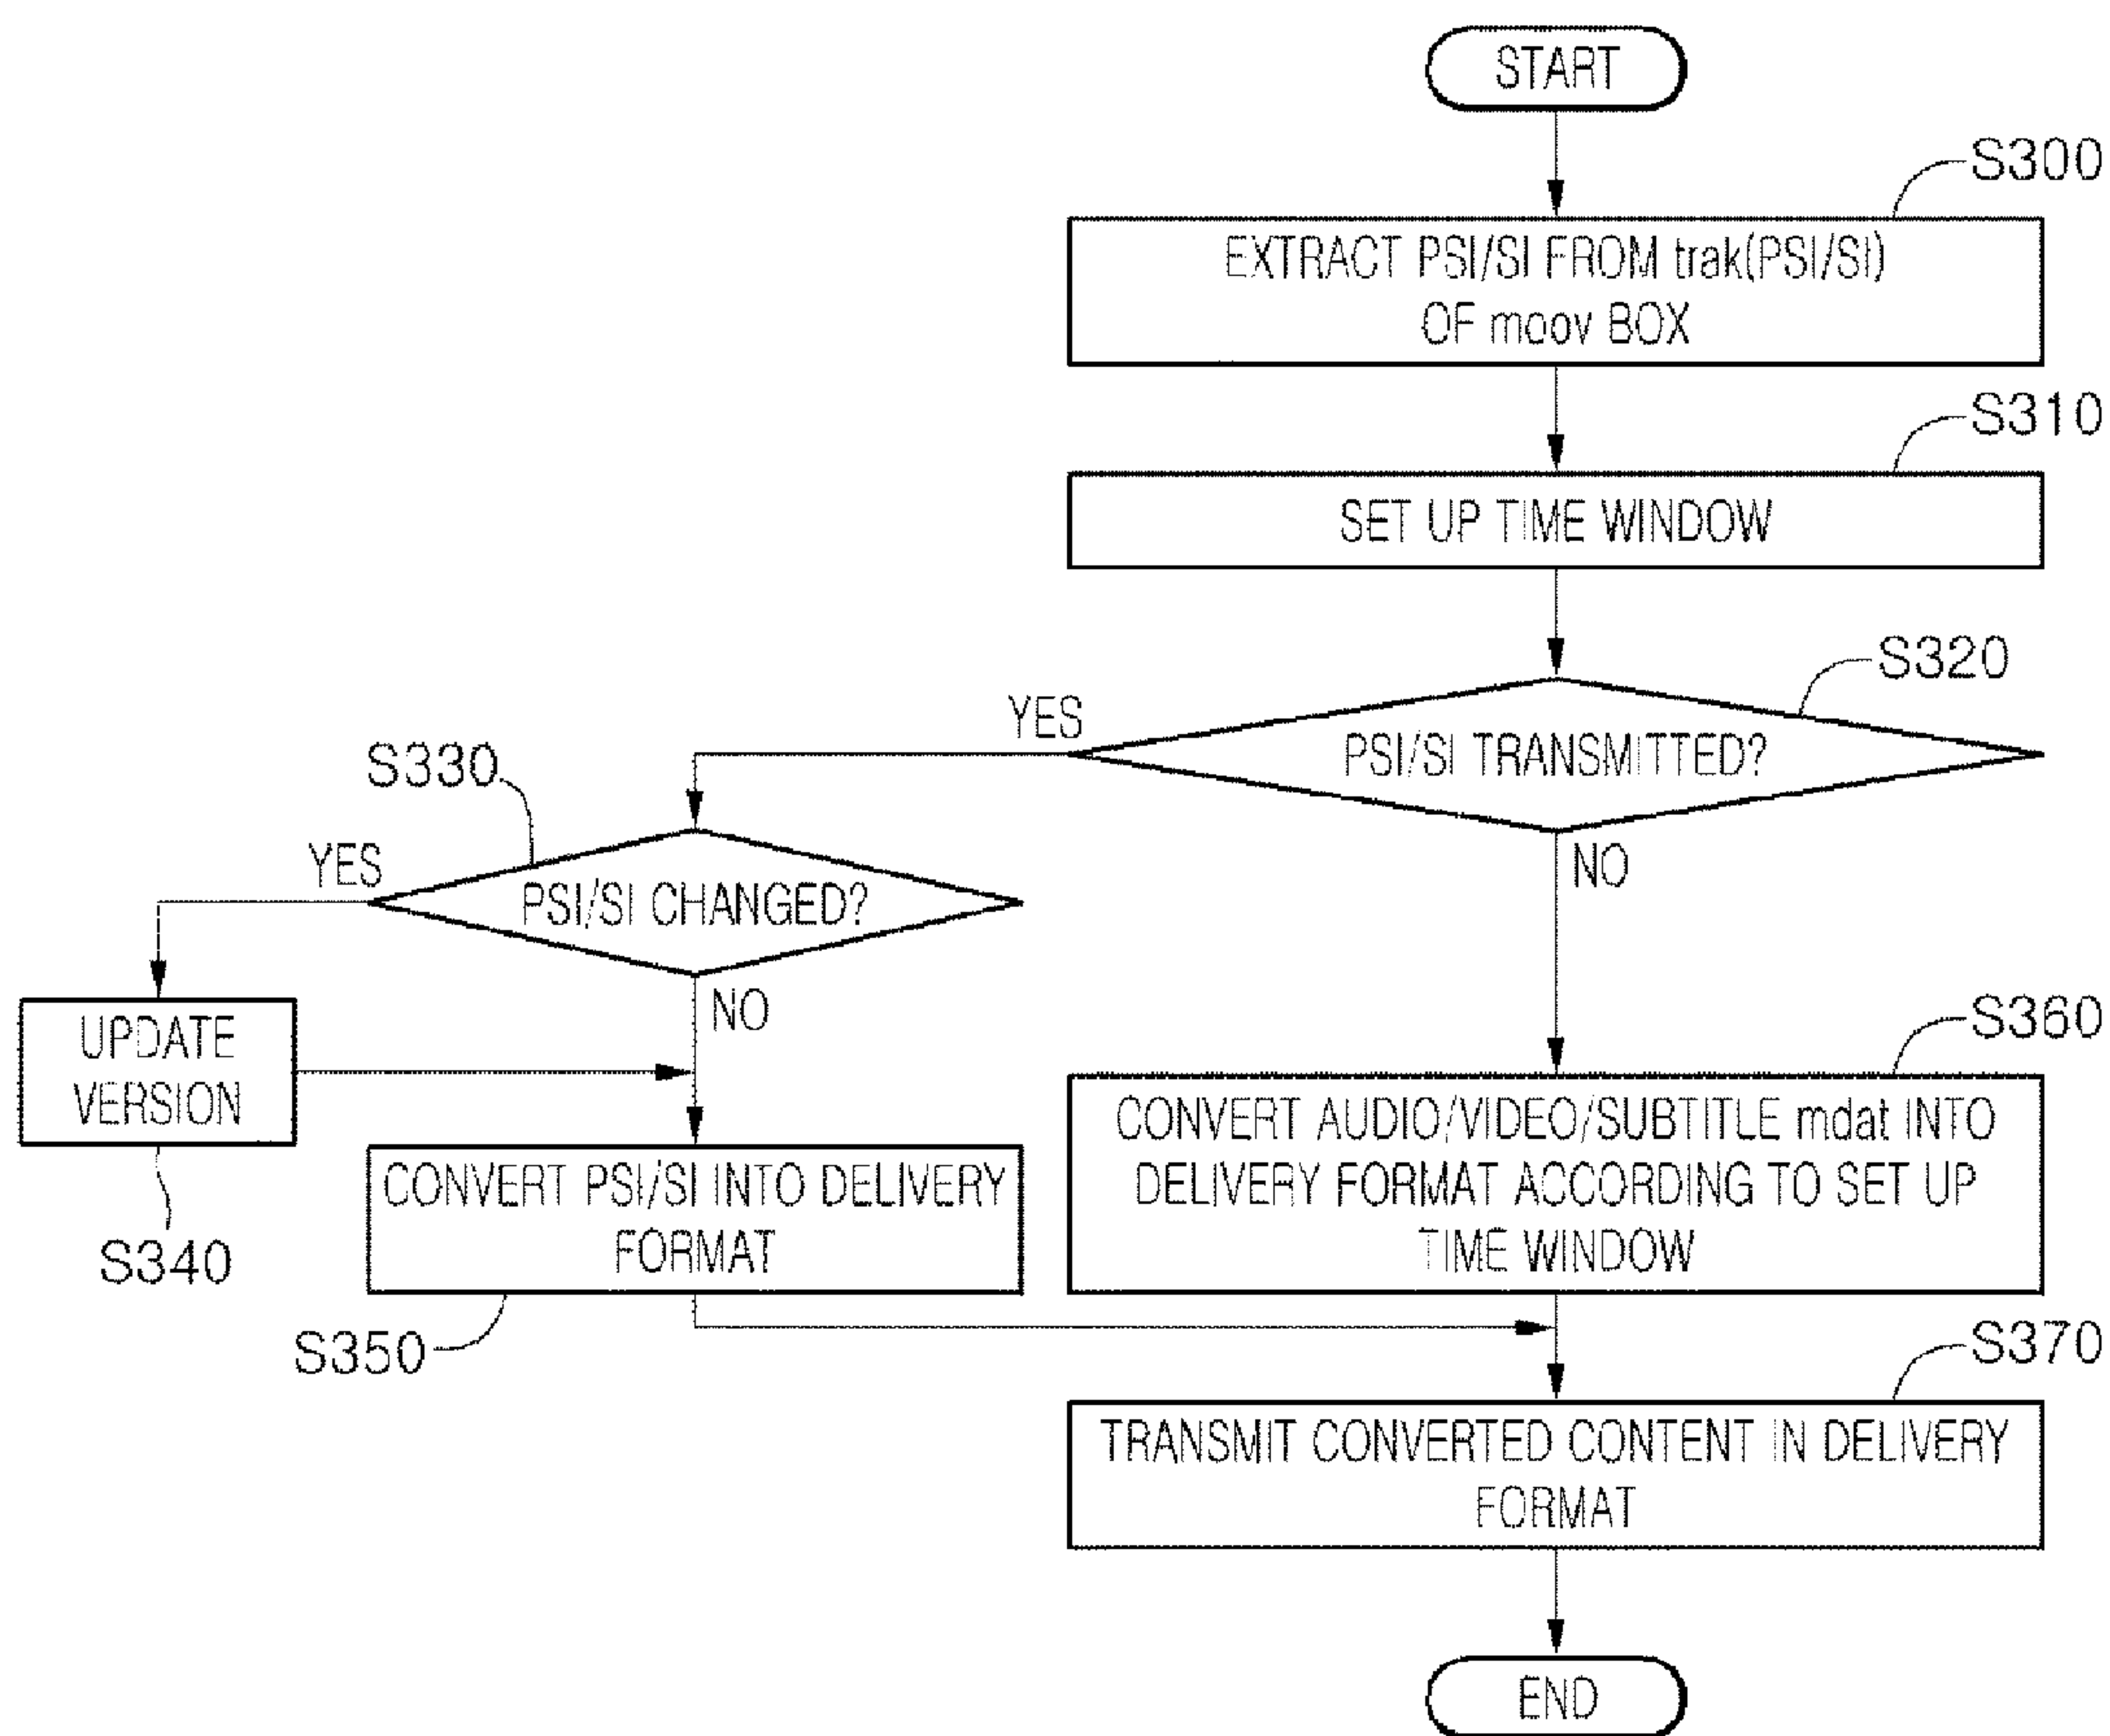 START
S300
EXTRACT PSI/SI FROM trak(PSI/SI)
OF moov BOX
S310
SET UP TIME WINDOW
S320
PSI/SI TRANSMITTED?
YES
NO
S330
PSI/SI CHANGED?
YES
NO
UPDATE
VERSION
S340
CONVERT PSI/SI INTO DELIVERY
FORMAT
S350
S360
CONVERT AUDIO/VIDEO/SUBTITLE mdat INTO
DELIVERY FORMAT ACCORDING TO SET UP
TIME WINDOW
S370
TRANSMIT CONVERTED CONTENT IN DELIVERY
FORMAT
END